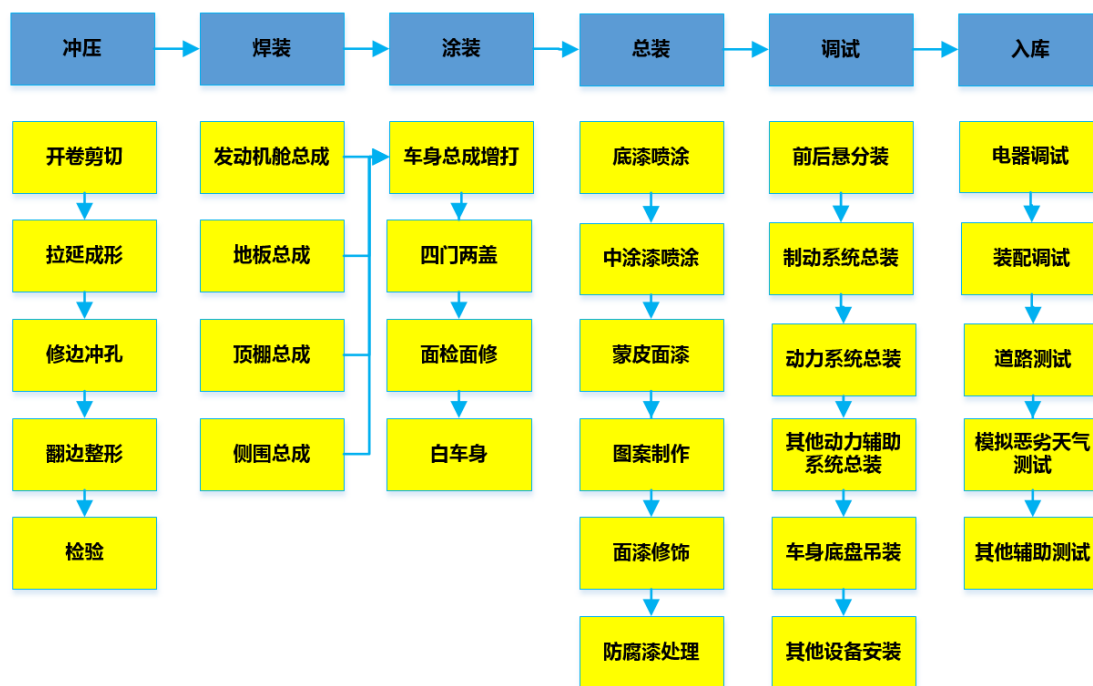 冲压
焊装
涂装
总装
调试
入库
开卷剪切
拉延成形
修边冲孔
翻边整形
检验
发动机舱总成
地板总成
顶棚总成
侧围总成
车身总成增打
四门两盖
面检面修
白车身
底漆喷涂
中涂漆喷涂
蒙皮面漆
图案制作
面漆修饰
防腐漆处理
前后悬分装
制动系统总装
动力系统总装
其他动力辅助
系统总装
车身底盘吊装
其他设备安装
电器调试
装配调试
道路测试
模拟恶劣天气
测试
其他辅助测试